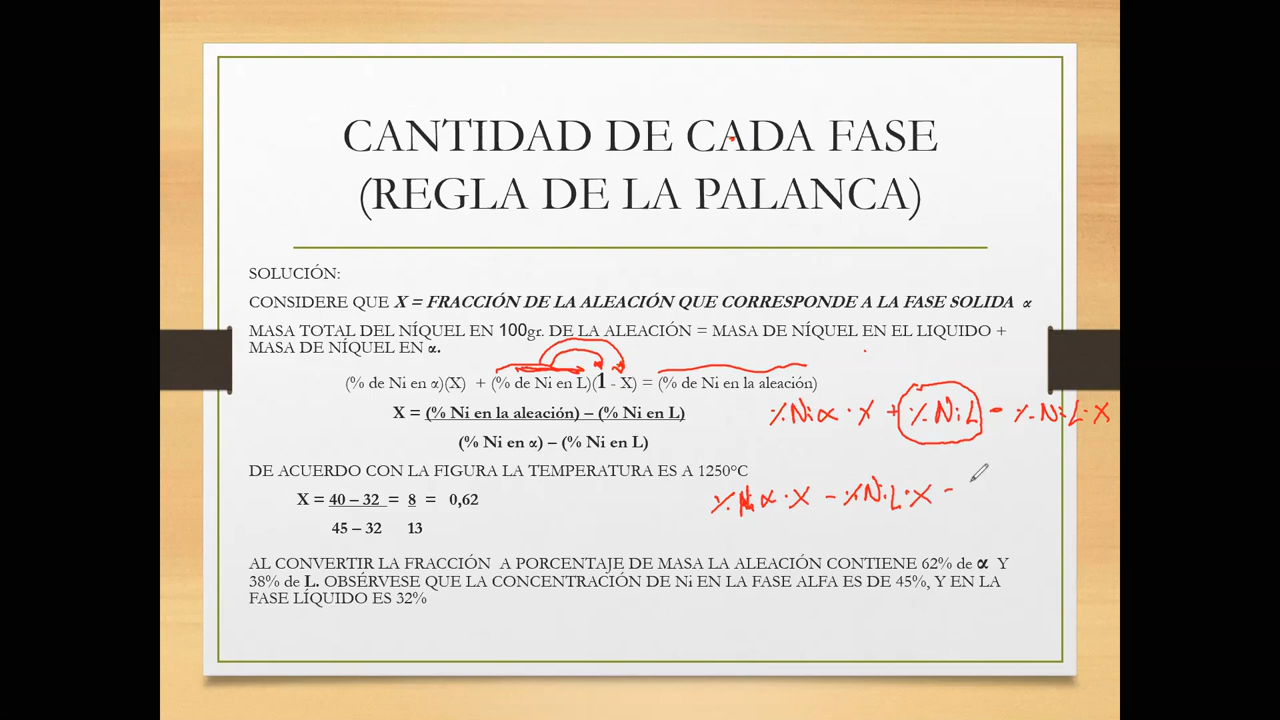 CANTIDAD DE CADA FASE
(REGLA DE LA PALANCA)
SOLUCIÓN:
CONSIDERE QUE X = FRACCIÓN DE LA ALEACIÓN QUE CORRESPONDE A LA FASE SOLIDA ∝
MASA TOTAL DEL NÍQUEL EN 100gr. DE LA ALEACIÓN = MASA DE NÍQUEL EN EL LIQUIDO +
MASA DE NÍQUEL EN α.
(% de Ni en α)(X) + (% de Ni en L)(1 - X) = (% de Ni en la aleación)
X = (% Ni en la aleación) – (% Ni en L)
(% Ni en α) – (% Ni en L)
% Ni α · X + % Ni L - % Ni L · X
DE ACUERDO CON LA FIGURA LA TEMPERATURA ES A 1250°C
X = 40 – 32 = 8 = 0,62
45 – 32 13
% Ni α · X - % Ni L · X -
AL CONVERTIR LA FRACCIÓN A PORCENTAJE DE MASA LA ALEACIÓN CONTIENE 62% de α Y
38% de L. OBSÉRVESE QUE LA CONCENTRACIÓN DE Ni EN LA FASE ALFA ES DE 45%, Y EN LA
FASE LÍQUIDO ES 32%